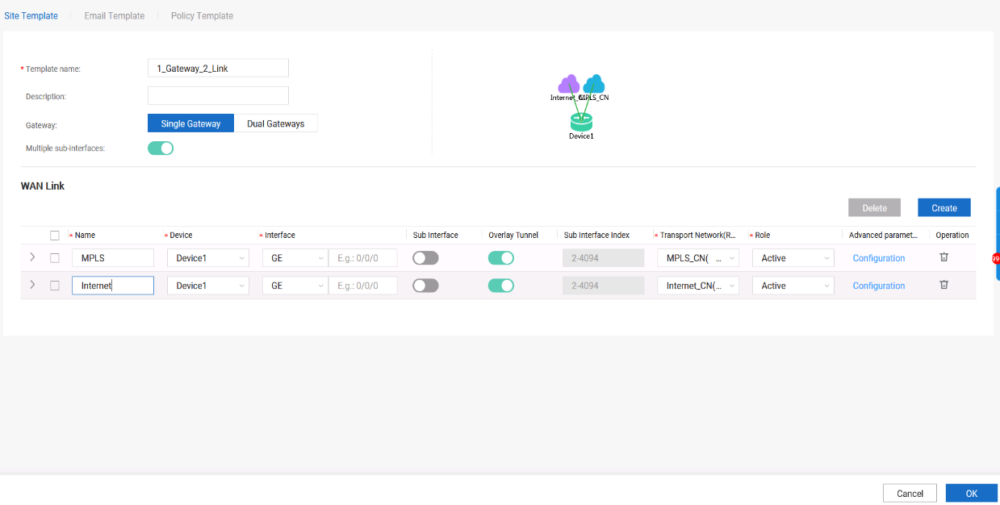 Site Template Email Template Policy Template
* Template name: 1_Gateway_2_Link
Description:
Gateway: Single Gateway Dual Gateways
Multiple sub-interfaces:
MPLS_CN
Device1
WAN Link
Delete Create
* Name * Device * Interface Sub Interface Overlay Tunnel Sub Interface Index * Transport Network(R... * Role Advanced paramet... Operation
MPLS Device1 GE E.g.: 0/0/0 2-4094 MPLS_CN( ... Active Configuration
Internet Device1 GE E.g.: 0/0/0 2-4094 Internet_CN(... Active Configuration
Cancel OK